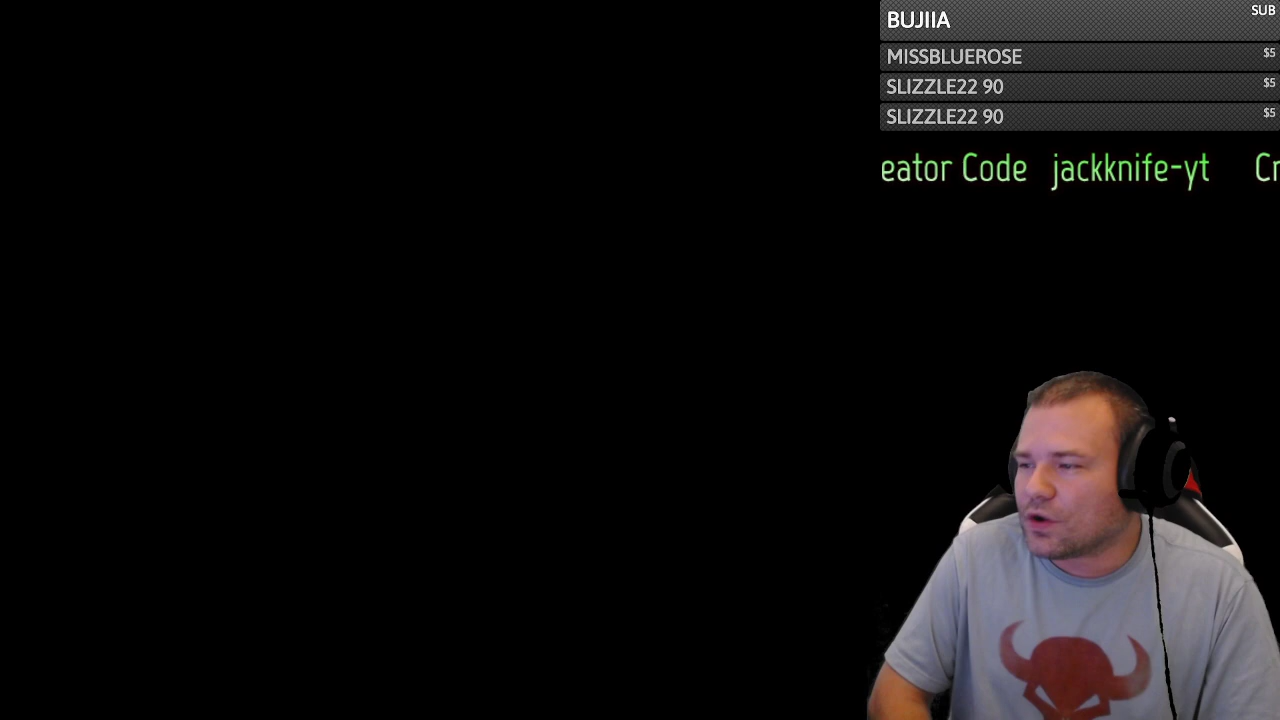 BUJIIA SUB
MISSBLUEROSE $5
SLIZZLE22 90 $5
SLIZZLE22 90 $5
eator Code jackknife-yt Cr